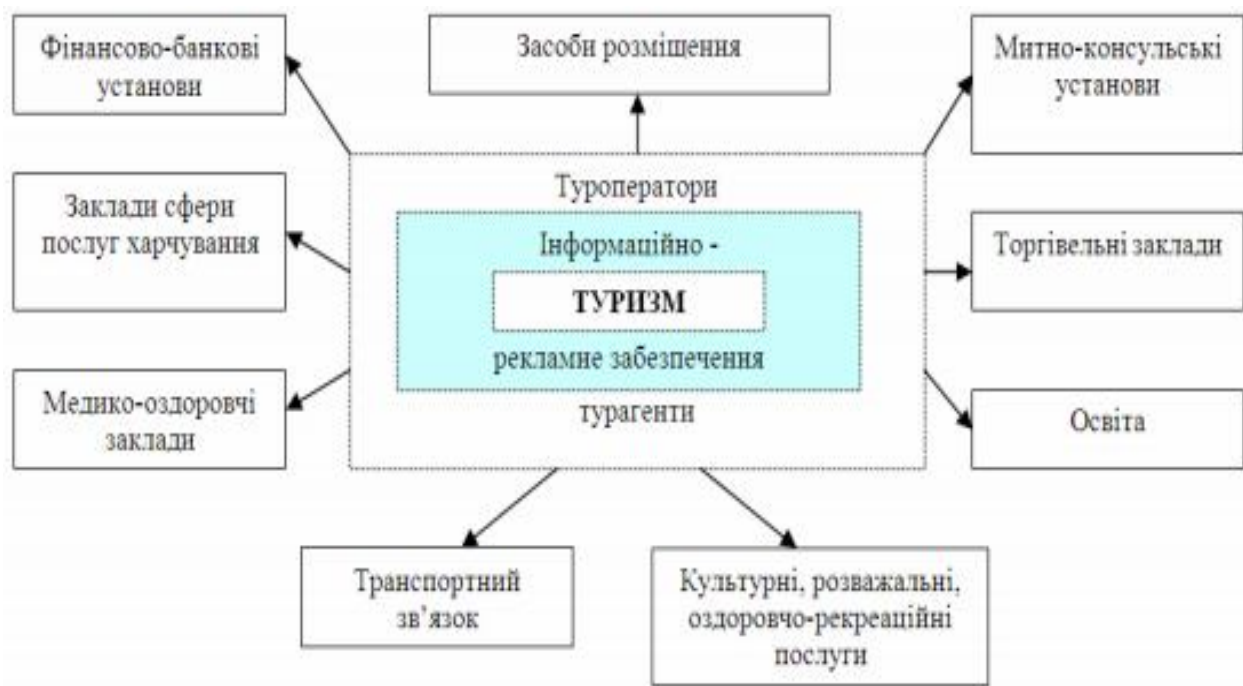 Фінансово-банкові
установи
Засоби розміщення
Митно-консульські
установи
Туроператори
Заклади сфери
послуг харчування
Інформаційно -
Торгівельні заклади
ТУРИЗМ
рекламне забезпечення
Медико-оздоровчі
заклади
турагенти
Освіта
Транспортний
зв’язок
Культурні, розважальні,
оздоровчо-рекреаційні
послуги